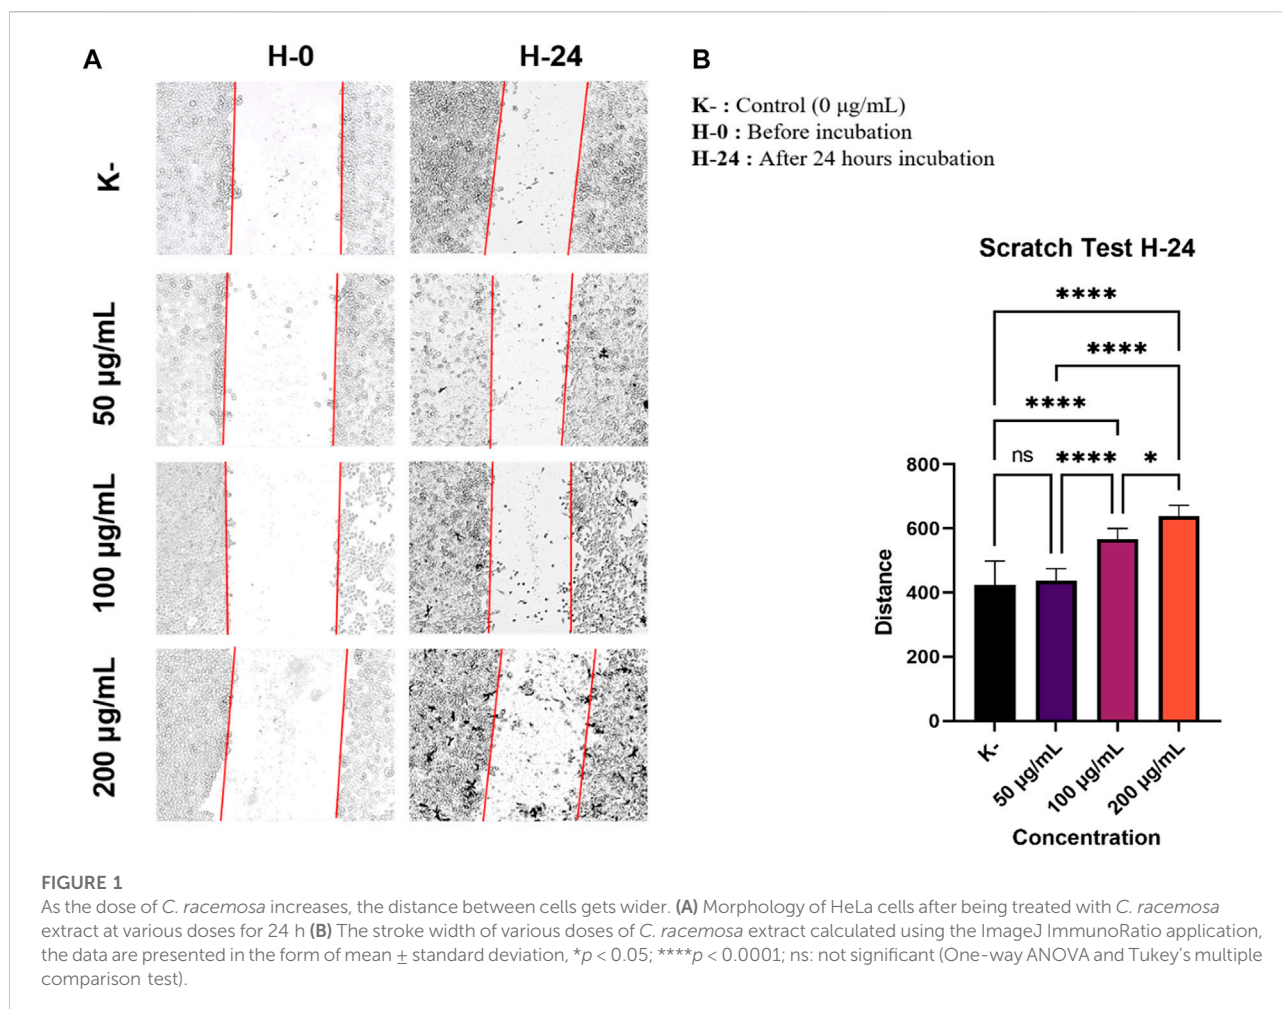 A
H-0
H-24
K-
50 µg/mL
100 µg/mL
200 µg/mL
B
K- : Control (0 µg/mL)
H-0 : Before incubation
H-24 : After 24 hours incubation
Scratch Test H-24
****
****
****
ns
****
*
800
600
400
200
0
Distance
K-
50 µg/mL
100 µg/mL
200 µg/mL
Concentration
FIGURE 1
As the dose of C. racemosa increases, the distance between cells gets wider. (A) Morphology of HeLa cells after being treated with C. racemosa
extract at various doses for 24 h (B) The stroke width of various doses of C. racemosa extract calculated using the ImageJ ImmunoRatio application,
the data are presented in the form of mean ± standard deviation, *p < 0.05; ****p < 0.0001; ns: not significant (One-way ANOVA and Tukey's multiple
comparison test).